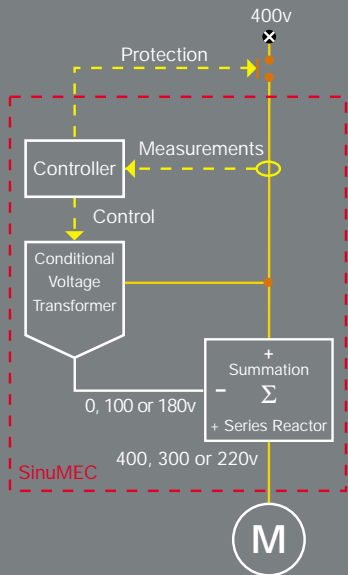 400v
Protection
Measurements
Controller
Control
Conditional
Voltage
Transformer
+
Summation
Σ
−
+ Series Reactor
0, 100 or 180v
400, 300 or 220v
SinuMEC
M